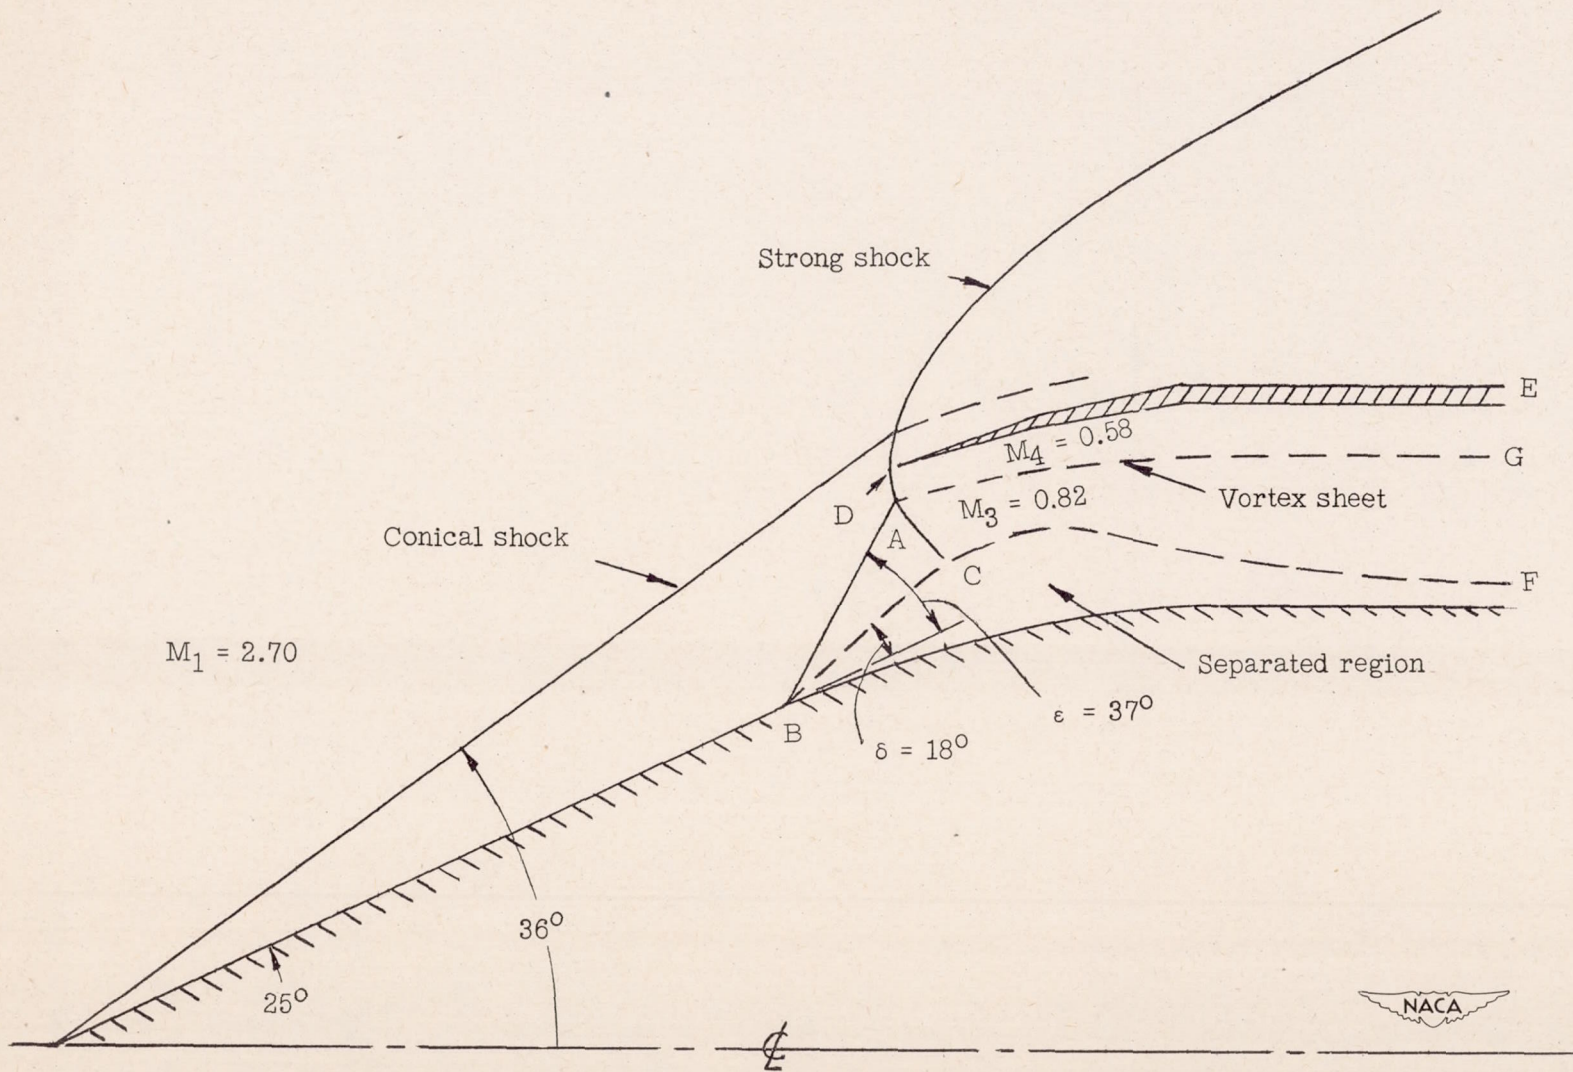 Strong shock
E
M4 = 0.58
G
Vortex sheet
D
M3 = 0.82
Conical shock
A
C
F
M1 = 2.70
Separated region
ε = 37°
B
δ = 18°
36°
25°
NACA
℄